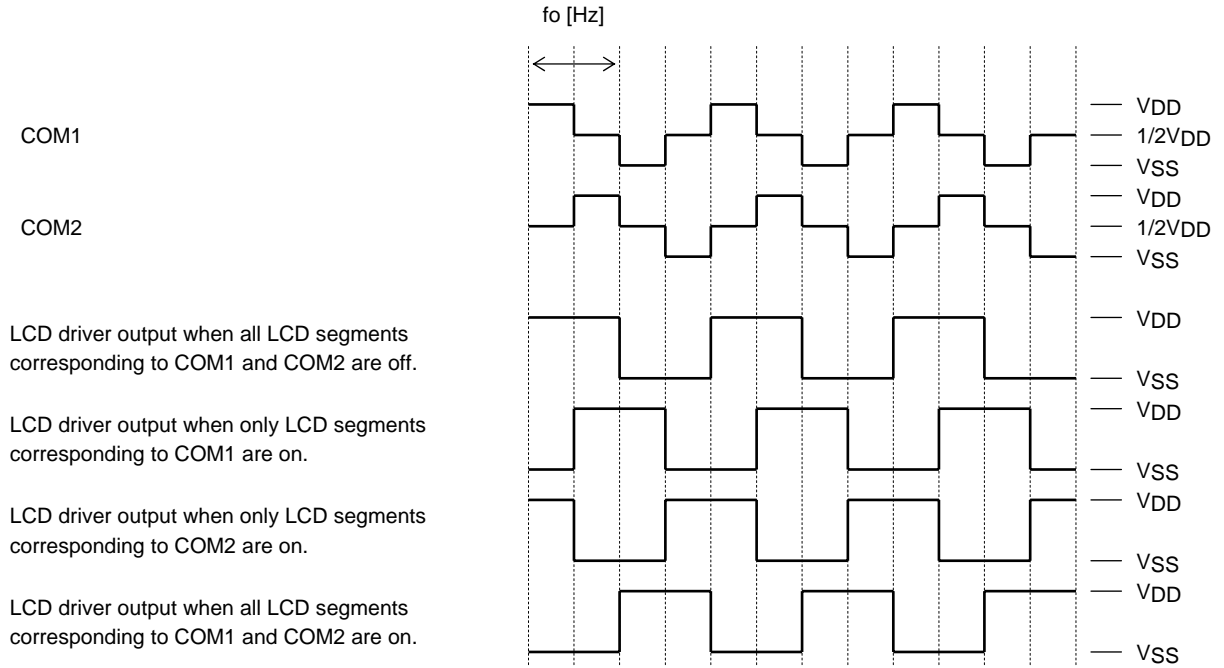 fo [Hz]
COM1
VDD
1/2VDD
VSS
COM2
VDD
1/2VDD
VSS
LCD driver output when all LCD segments
corresponding to COM1 and COM2 are off.
VDD
VSS
LCD driver output when only LCD segments
corresponding to COM1 are on.
VDD
VSS
LCD driver output when only LCD segments
corresponding to COM2 are on.
VDD
VSS
LCD driver output when all LCD segments
corresponding to COM1 and COM2 are on.
VDD
VSS